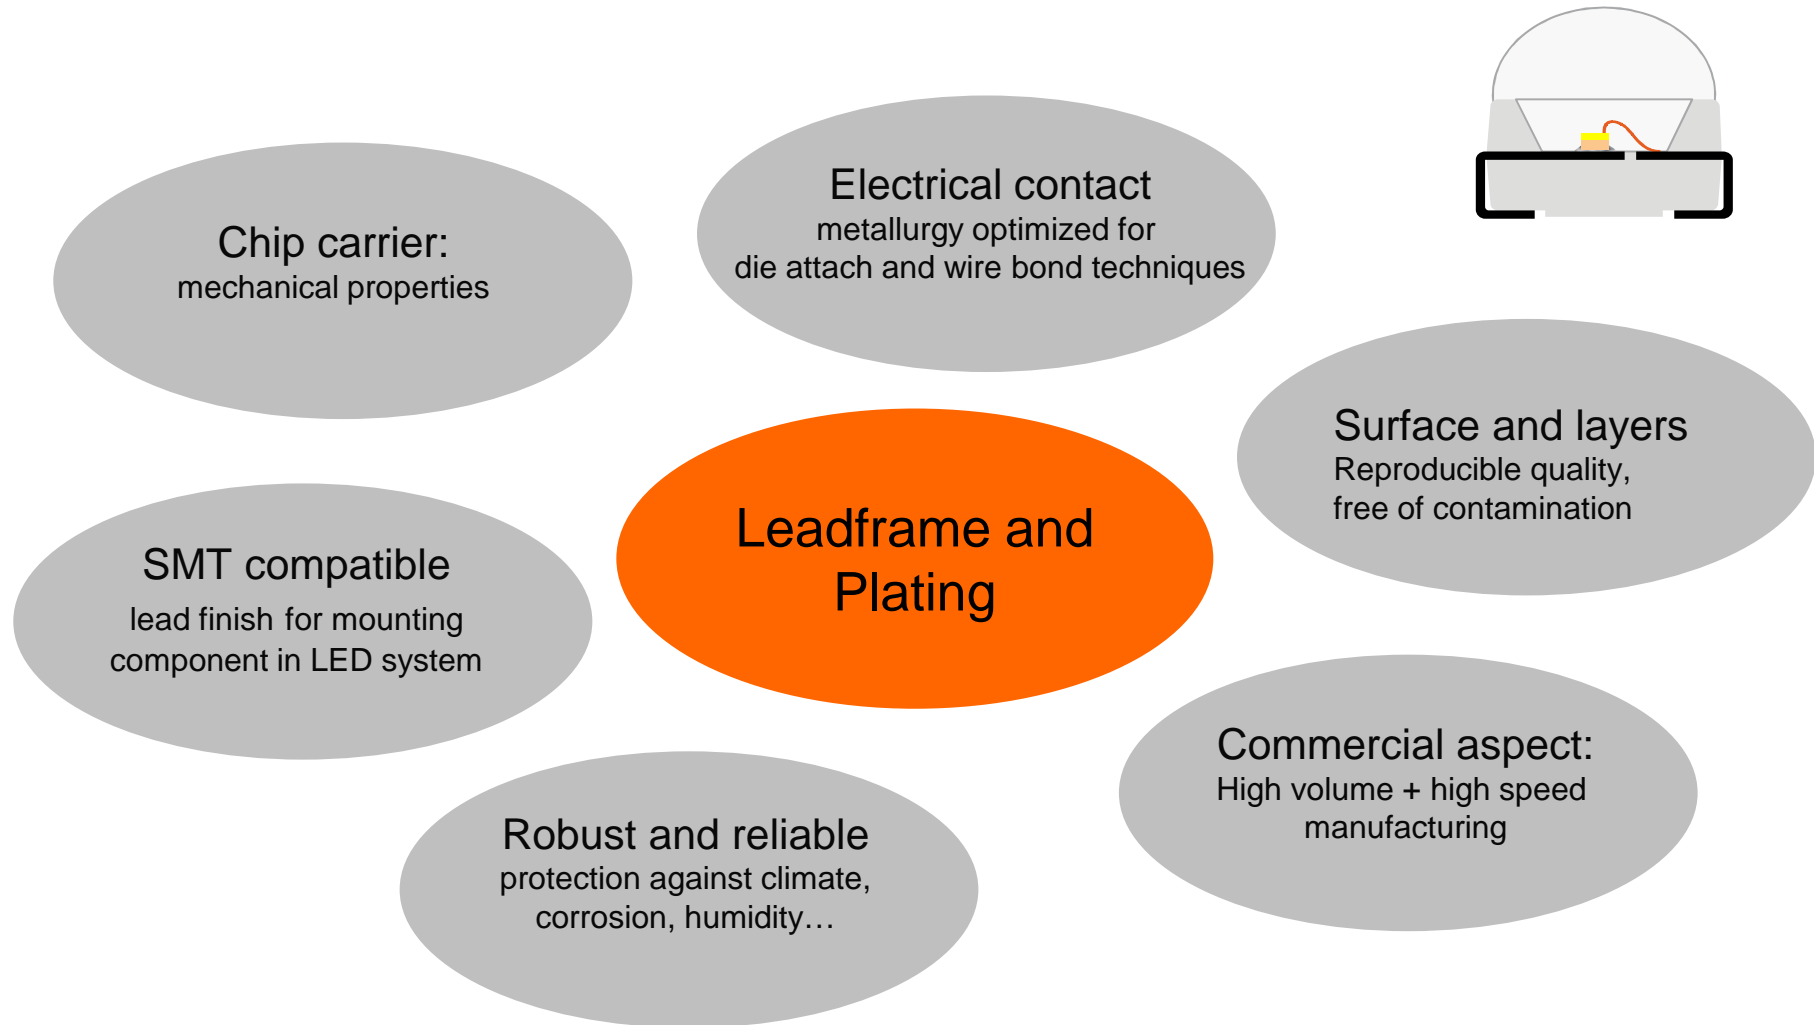 Electrical contact
metallurgy optimized for
die attach and wire bond techniques
Chip carrier:
mechanical properties
Surface and layers
Reproducible quality,
free of contamination
Leadframe and
Plating
SMT compatible
lead finish for mounting
component in LED system
Commercial aspect:
High volume + high speed
manufacturing
Robust and reliable
protection against climate,
corrosion, humidity…